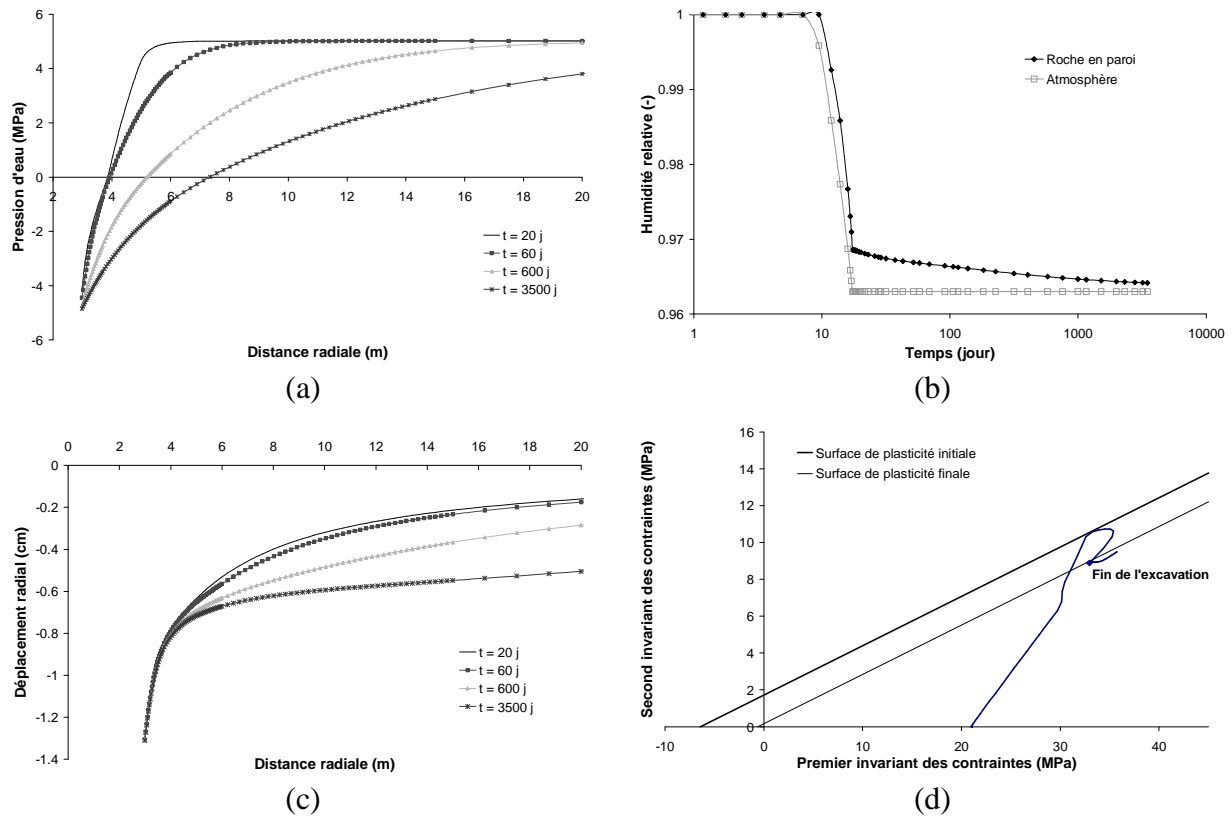 6
4
2
0
-2
-4
-6
2 4 6 8 10 12 14 16 18 20
Pression d'eau (MPa)
Distance radiale (m)
t = 20 j
t = 60 j
t = 600 j
t = 3500 j
(a)
1
0.99
0.98
0.97
0.96
1 10 100 1000 10000
Humidité relative (-)
Temps (jour)
Roche en paroi
Atmosphère
(b)
0 2 4 6 8 10 12 14 16 18 20
0
-0.2
-0.4
-0.6
-0.8
-1
-1.2
-1.4
Déplacement radial (cm)
Distance radiale (m)
t = 20 j
t = 60 j
t = 600 j
t = 3500 j
(c)
16
14
12
10
8
6
4
2
0
-10 0 10 20 30 40
Second invariant des contraintes (MPa)
Premier invariant des contraintes (MPa)
Surface de plasticité initiale
Surface de plasticité finale
Fin de l'excavation
(d)